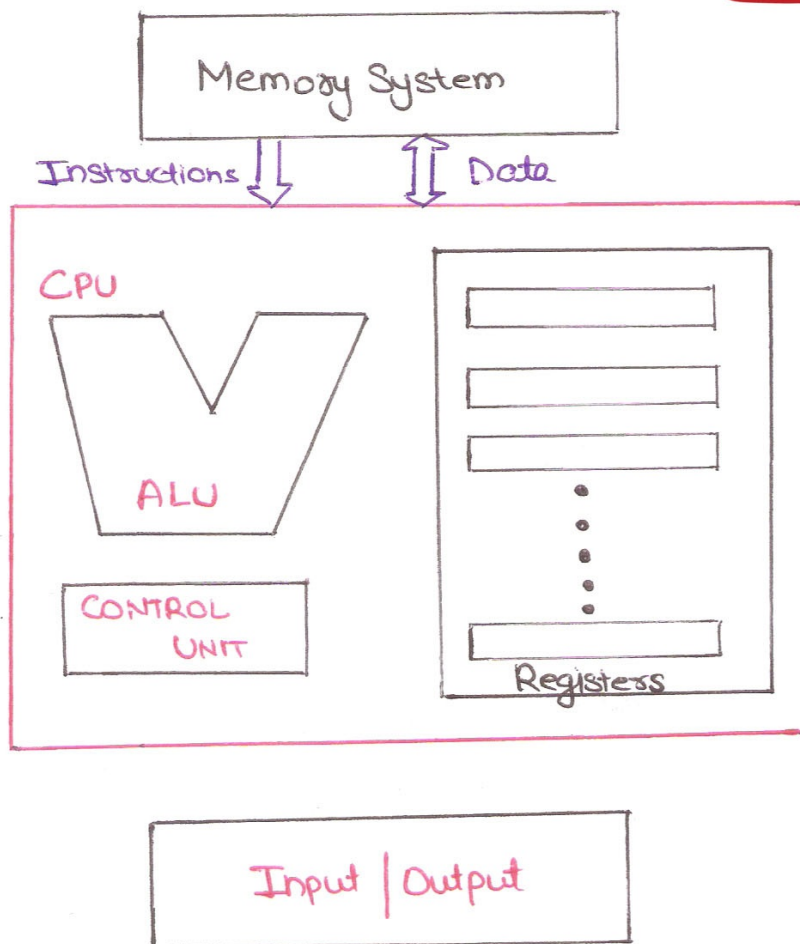 Memory System
Instructions
Data
CPU
ALU
CONTROL
UNIT
Registers
Input | Output